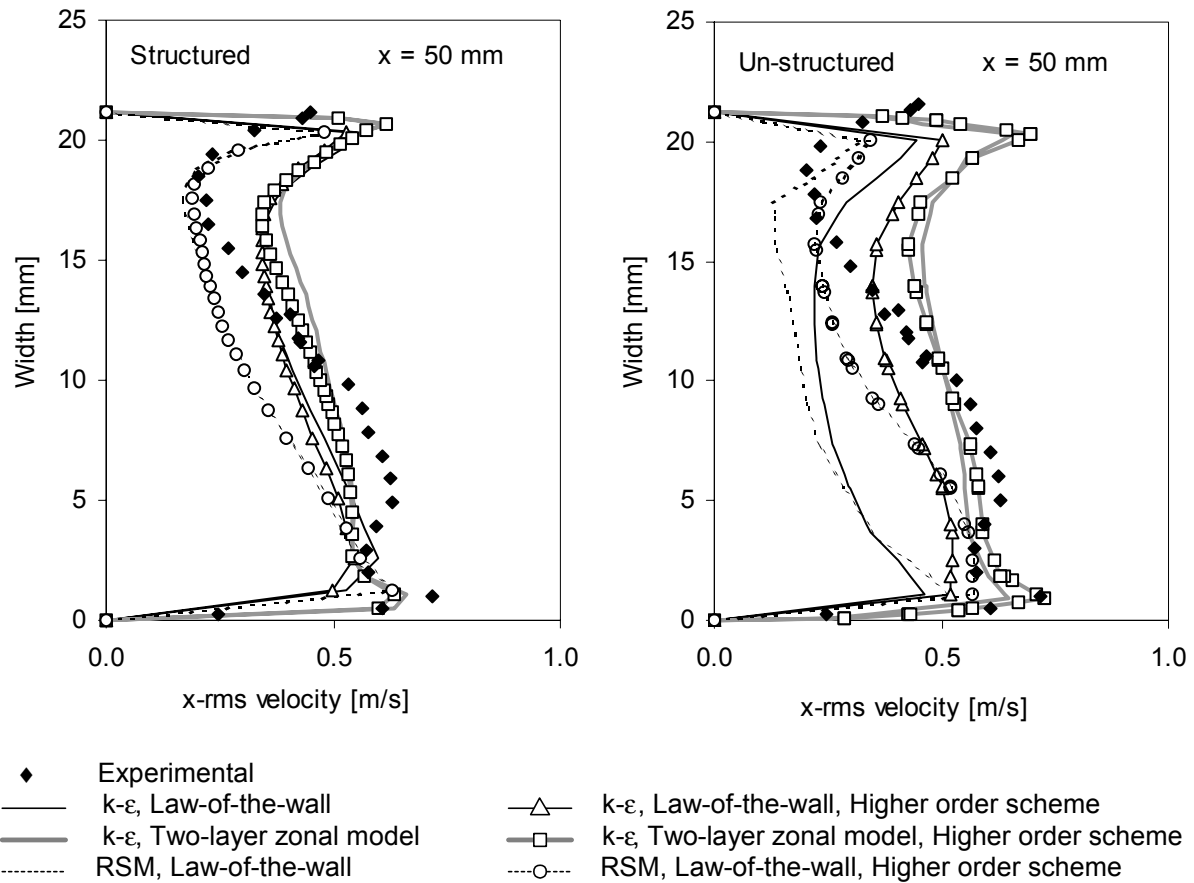 25
20
15
10
5
0
Width [mm]
Structured
x = 50 mm
0.0
0.5
1.0
x-rms velocity [m/s]
25
20
15
10
5
0
Width [mm]
Un-structured
x = 50 mm
0.0
0.5
1.0
x-rms velocity [m/s]
Experimental
k-ε, Law-of-the-wall
k-ε, Two-layer zonal model
RSM, Law-of-the-wall
k-ε, Law-of-the-wall, Higher order scheme
k-ε, Two-layer zonal model, Higher order scheme
RSM, Law-of-the-wall, Higher order scheme